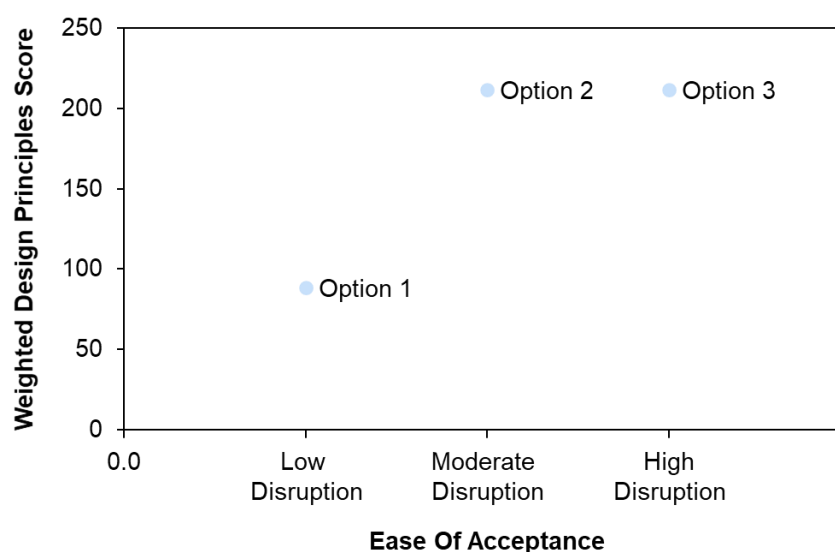 Weighted Design Principles Score
250
200
150
100
50
0
Option 1
Option 2
Option 3
0.0
Low
Disruption
Moderate
Disruption
High
Disruption
Ease Of Acceptance